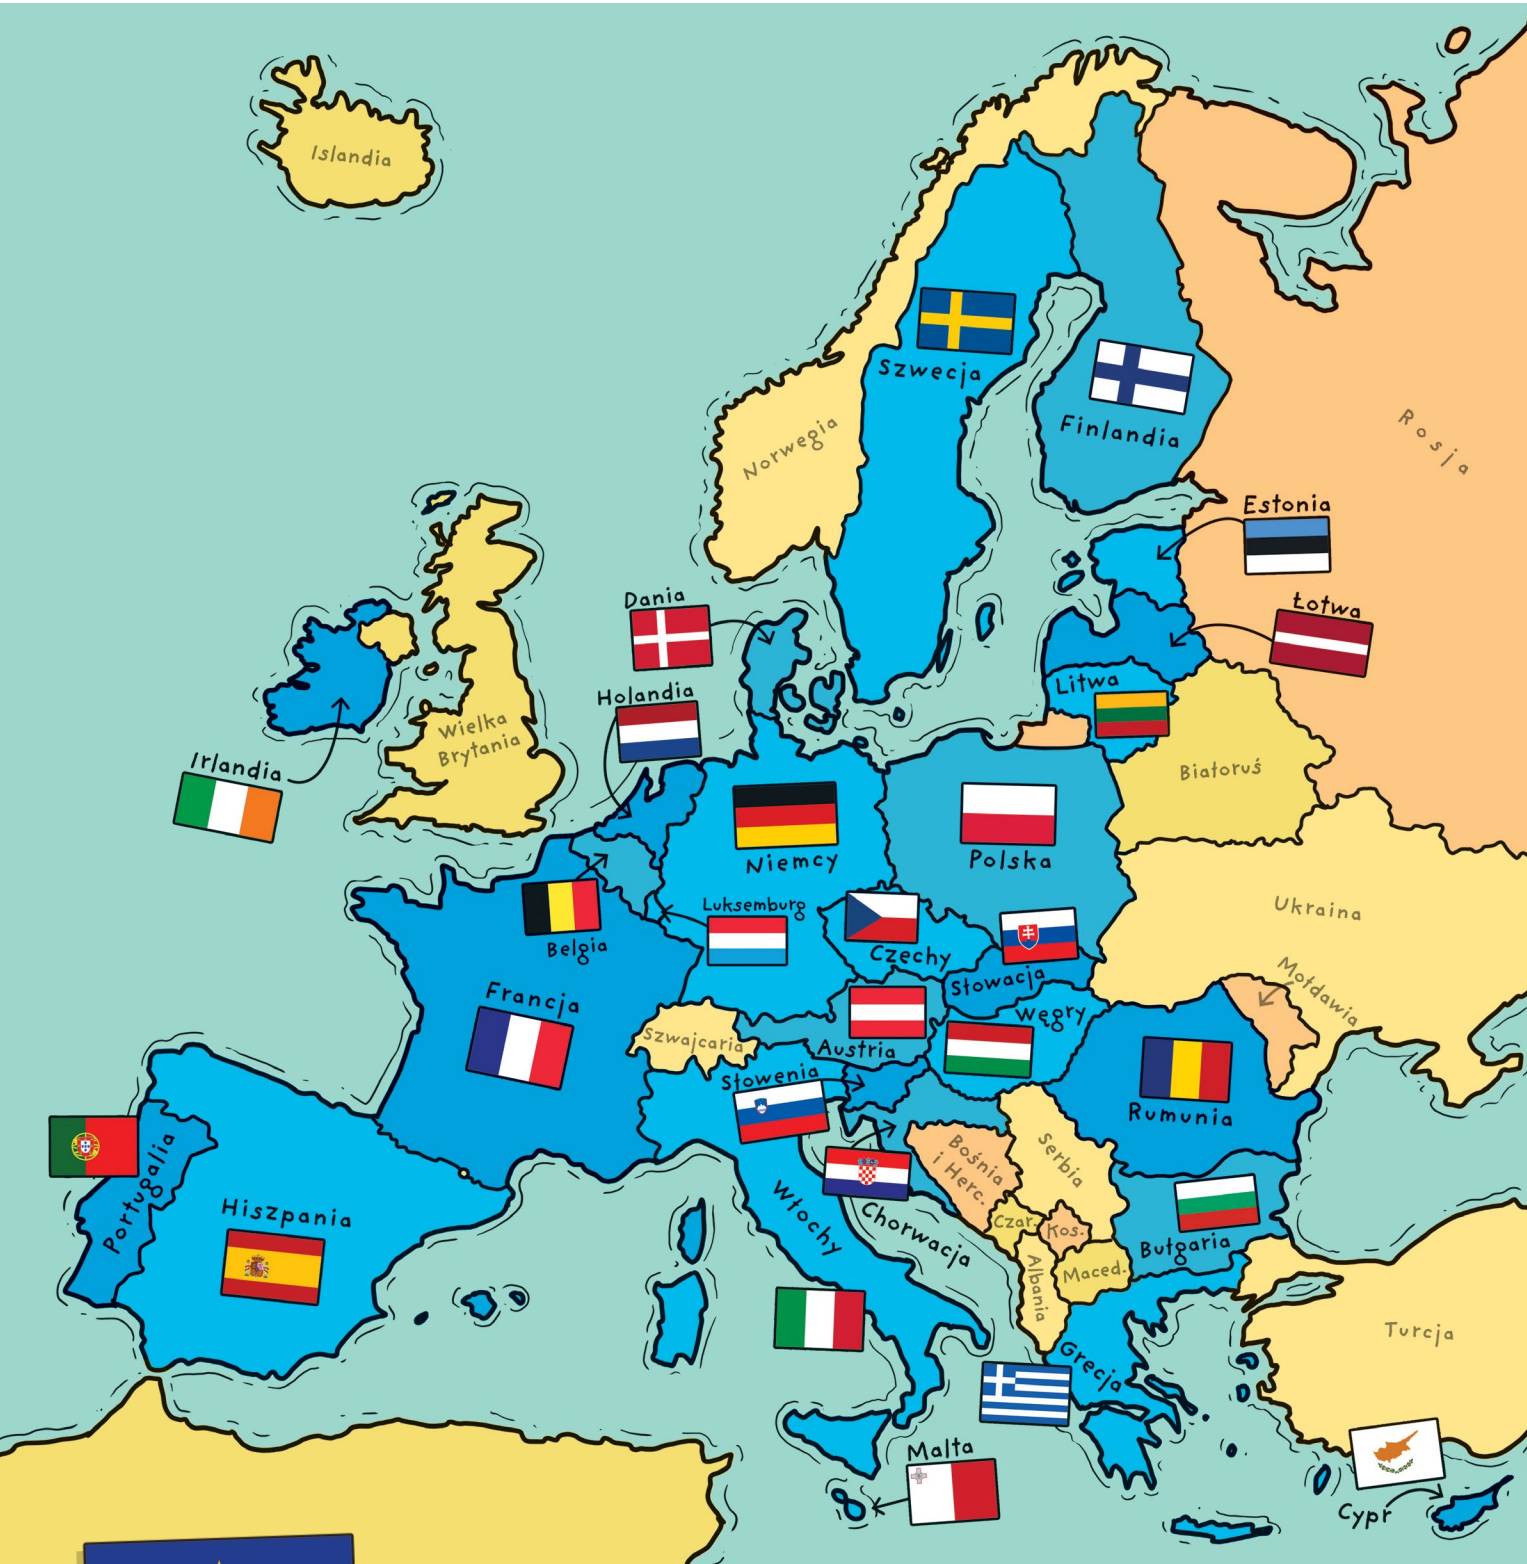 Islandia
Szwecja
Finlandia
Norwegia
Rosja
Estonia
Dania
Łotwa
Litwa
Holandia
Wielka
Brytania
Irlandia
Białoruś
Niemcy
Polska
Luksemburg
Ukraina
Belgia
Czechy
Słowacja
Mołdawia
Francja
Węgry
Szwajcaria
Austria
Słowenia
Rumunia
Portugalia
Bośnia
i Herc.
Serbia
Hiszpania
Włochy
Chorwacja
Czar.
Kos.
Bułgaria
Albania
Maced.
Turcja
Grecja
Malta
Cypr